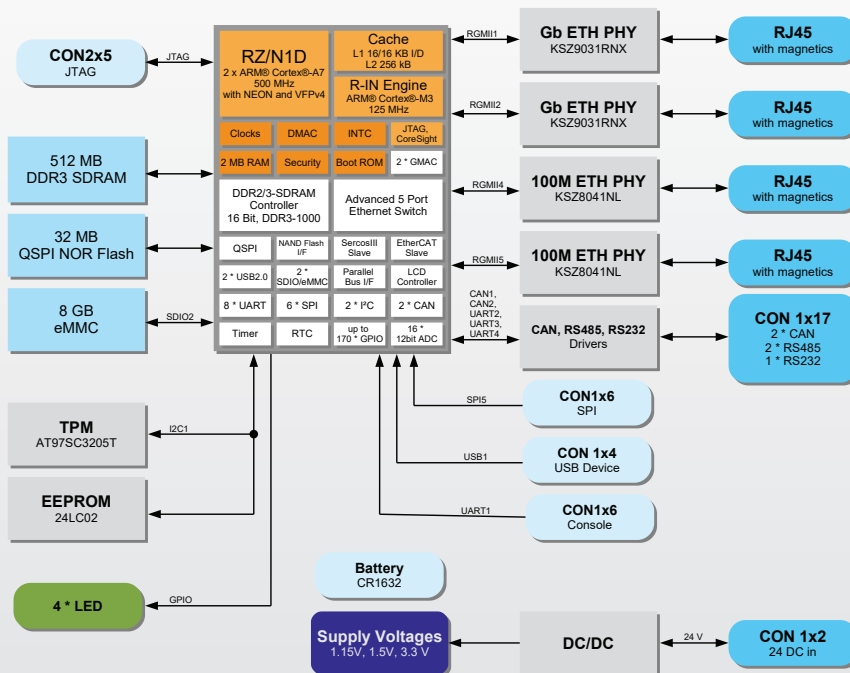 CON2x5
JTAG
JTAG
512 MB
DDR3 SDRAM
32 MB
QSPI NOR Flash
8 GB
eMMC
SDIO2
RZ/N1D
2 x ARM® Cortex®-A7
500 MHz
with NEON and VFPv4
Cache
L1 16/16 KB I/D
L2 256 kB
R-IN Engine
ARM® Cortex®-M3
125 MHz
Clocks
DMAC
INTC
JTAG,
CoreSight
2 MB RAM
Security
Boot ROM
2 * GMAC
DDR2/3-SDRAM
Controller
16 Bit, DDR3-1000
Advanced 5 Port
Ethernet Switch
QSPI
NAND Flash
I/F
SercosIII
Slave
EtherCAT
Slave
2 * USB2.0
2 *
SDIO/eMMC
Parallel
Bus I/F
LCD
Controller
8 * UART
6 * SPI
2 * I²C
2 * CAN
Timer
RTC
up to
170 * GPIO
16 *
12bit ADC
RGMII1
Gb ETH PHY
KSZ9031RNX
RJ45
with magnetics
RGMII2
Gb ETH PHY
KSZ9031RNX
RJ45
with magnetics
RGMII4
100M ETH PHY
KSZ8041NL
RJ45
with magnetics
RGMII5
100M ETH PHY
KSZ8041NL
RJ45
with magnetics
CAN1,
CAN2,
UART2,
UART3,
UART4
CAN, RS485, RS232
Drivers
CON 1x17
2 * CAN
2 * RS485
1 * RS232
SPI5
CON1x6
SPI
USB1
CON 1x4
USB Device
UART1
CON1x6
Console
TPM
AT97SC3205T
I2C1
EEPROM
24LC02
4 * LED
GPIO
Battery
CR1632
Supply Voltages
1.15V, 1.5V, 3.3 V
DC/DC
24 V
CON 1x2
24 DC in